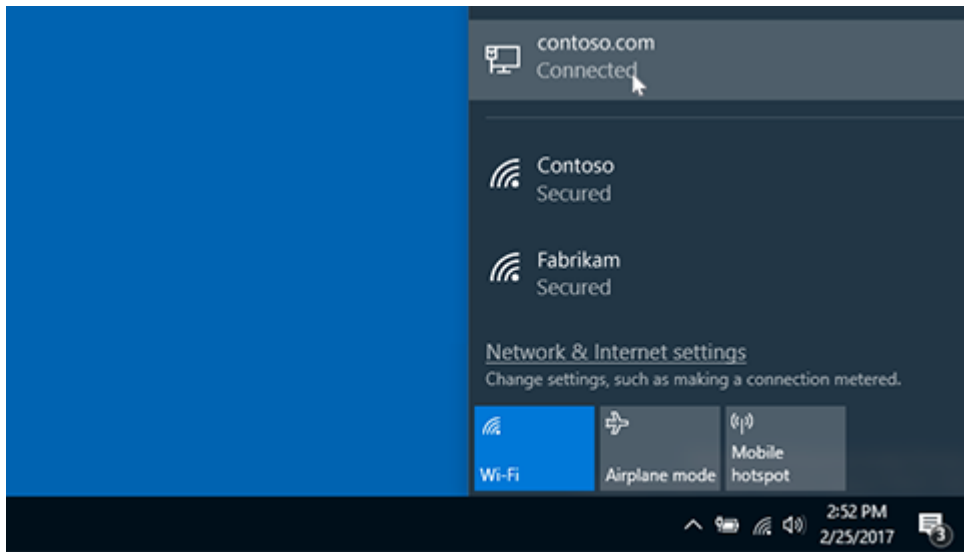 contoso.com
Connected
Contoso
Secured
Fabrikam
Secured
Network & Internet settings
Change settings, such as making a connection metered.
Wi-Fi
Airplane mode
Mobile
hotspot
2:52 PM
2/25/2017
3